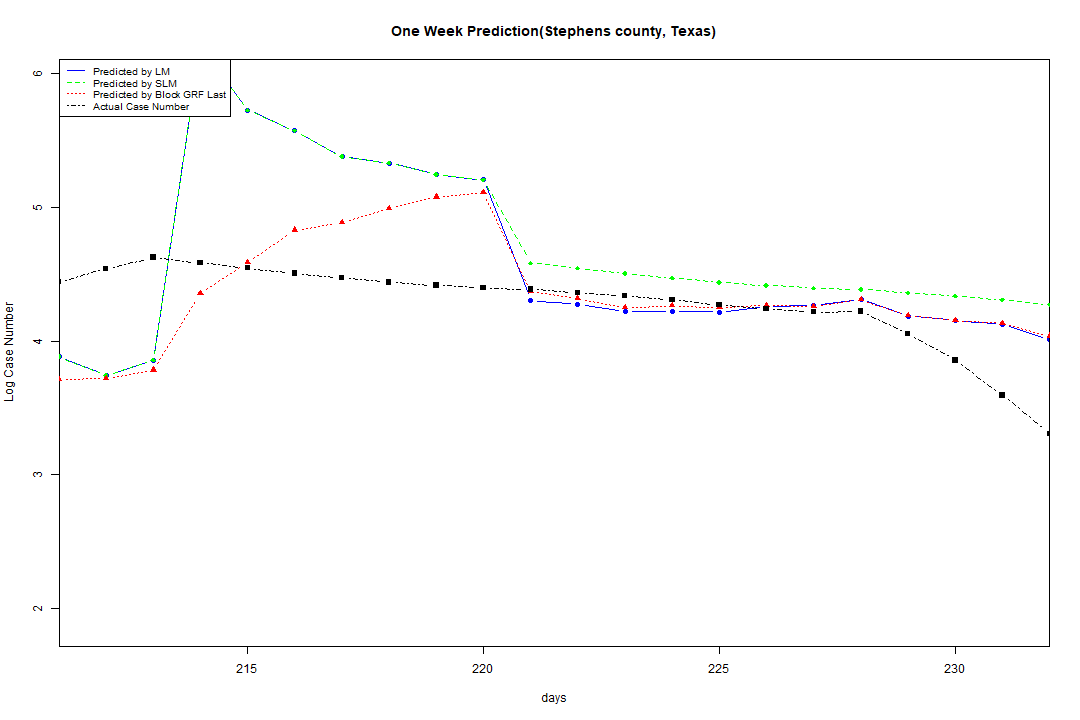 One Week Prediction(Stephens county, Texas)
Predicted by LM
Predicted by SLM
Predicted by Block GRF Last
Actual Case Number
6
5
4
3
2
Log Case Number
215
220
225
230
days